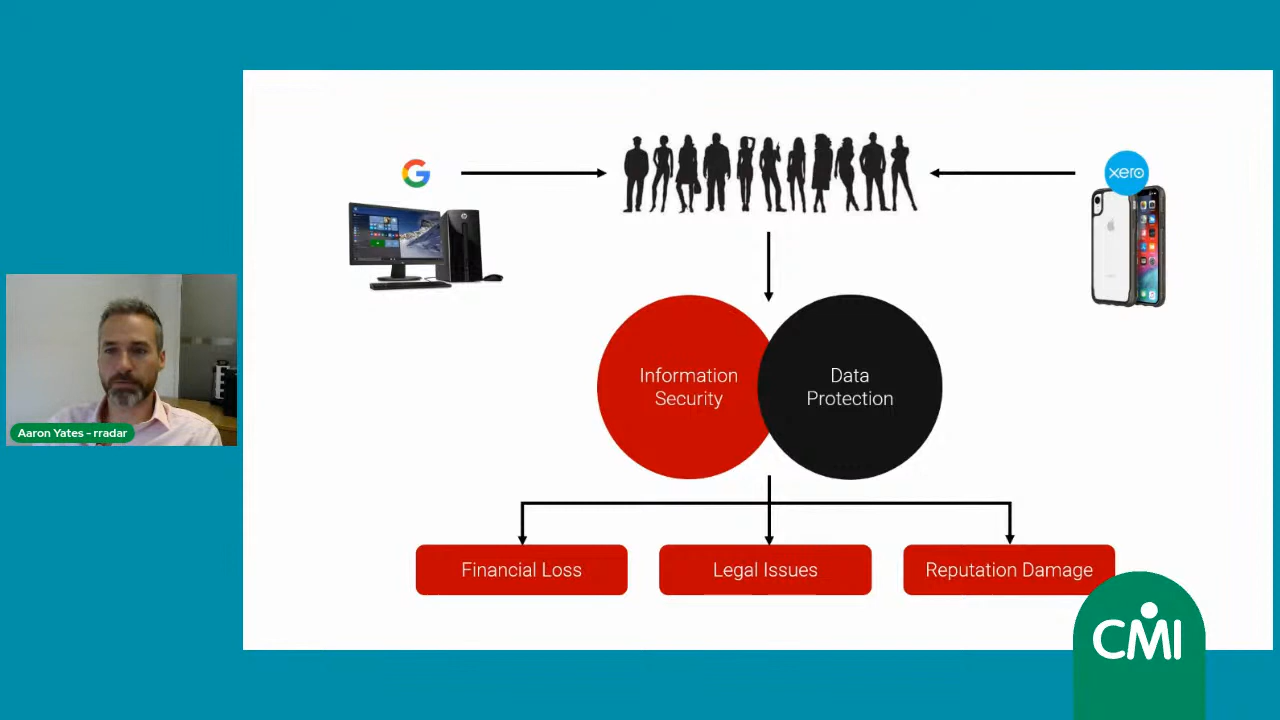 G
xero
Information
Security
Data
Protection
Aaron Yates - rradar
Financial Loss
Legal Issues
Reputation Damage
CMI